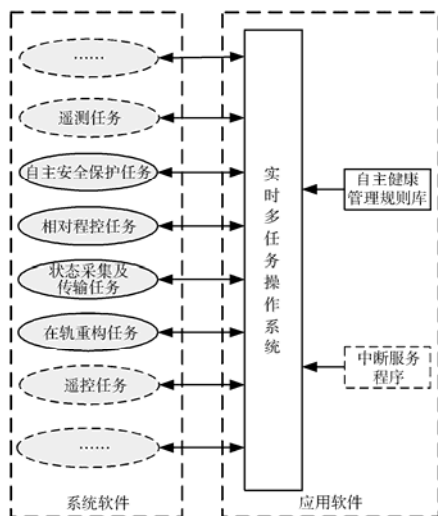 ……
遥测任务
自主安全保护任务
相对程控任务
状态采集及
传输任务
在轨重构任务
遥控任务
……
系统软件
实时多任务操作系统
自主健康
管理规则库
中断服务
程序
应用软件